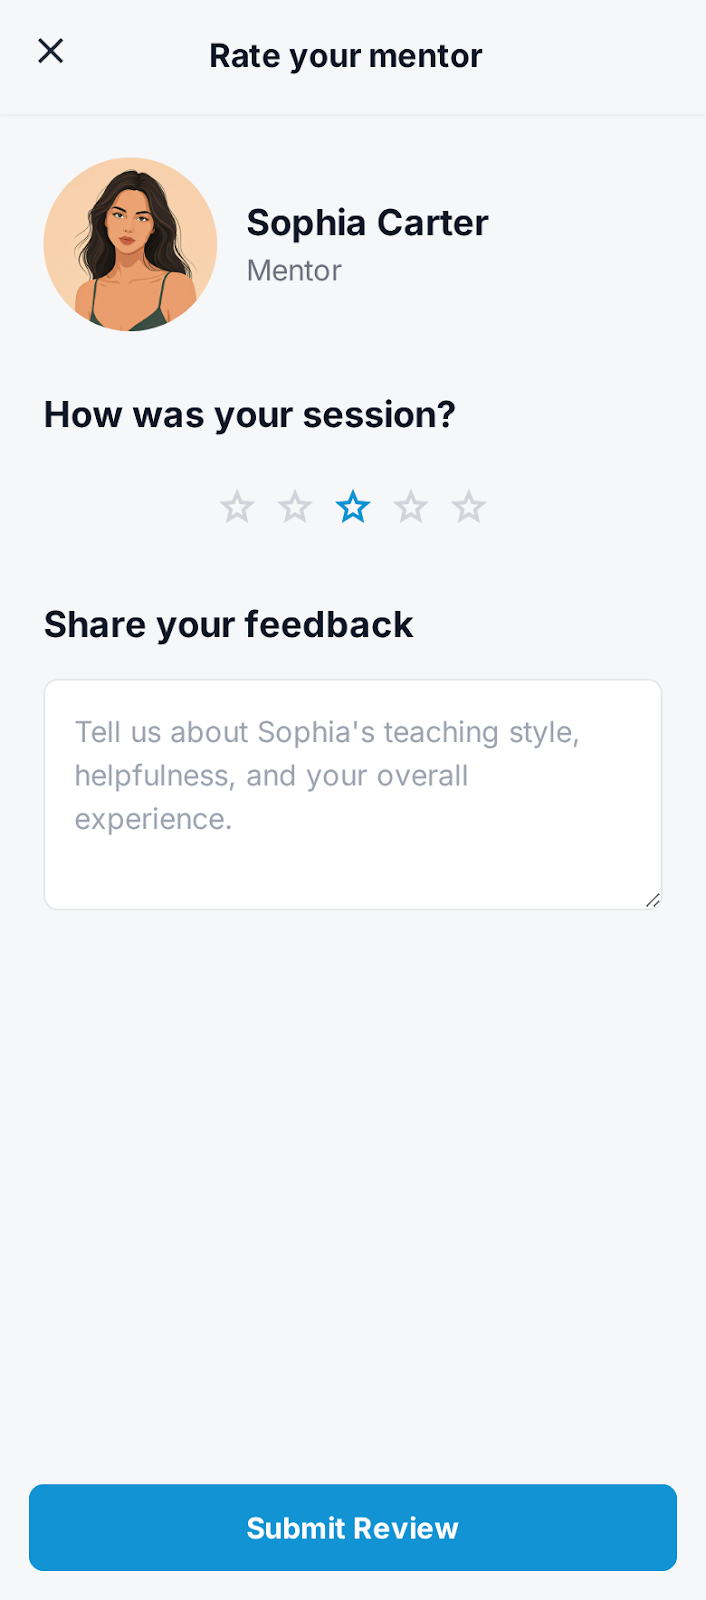 Rate your mentor
Sophia Carter
Mentor
How was your session?
Share your feedback
Tell us about Sophia's teaching style,
helpfulness, and your overall
experience.
Submit Review